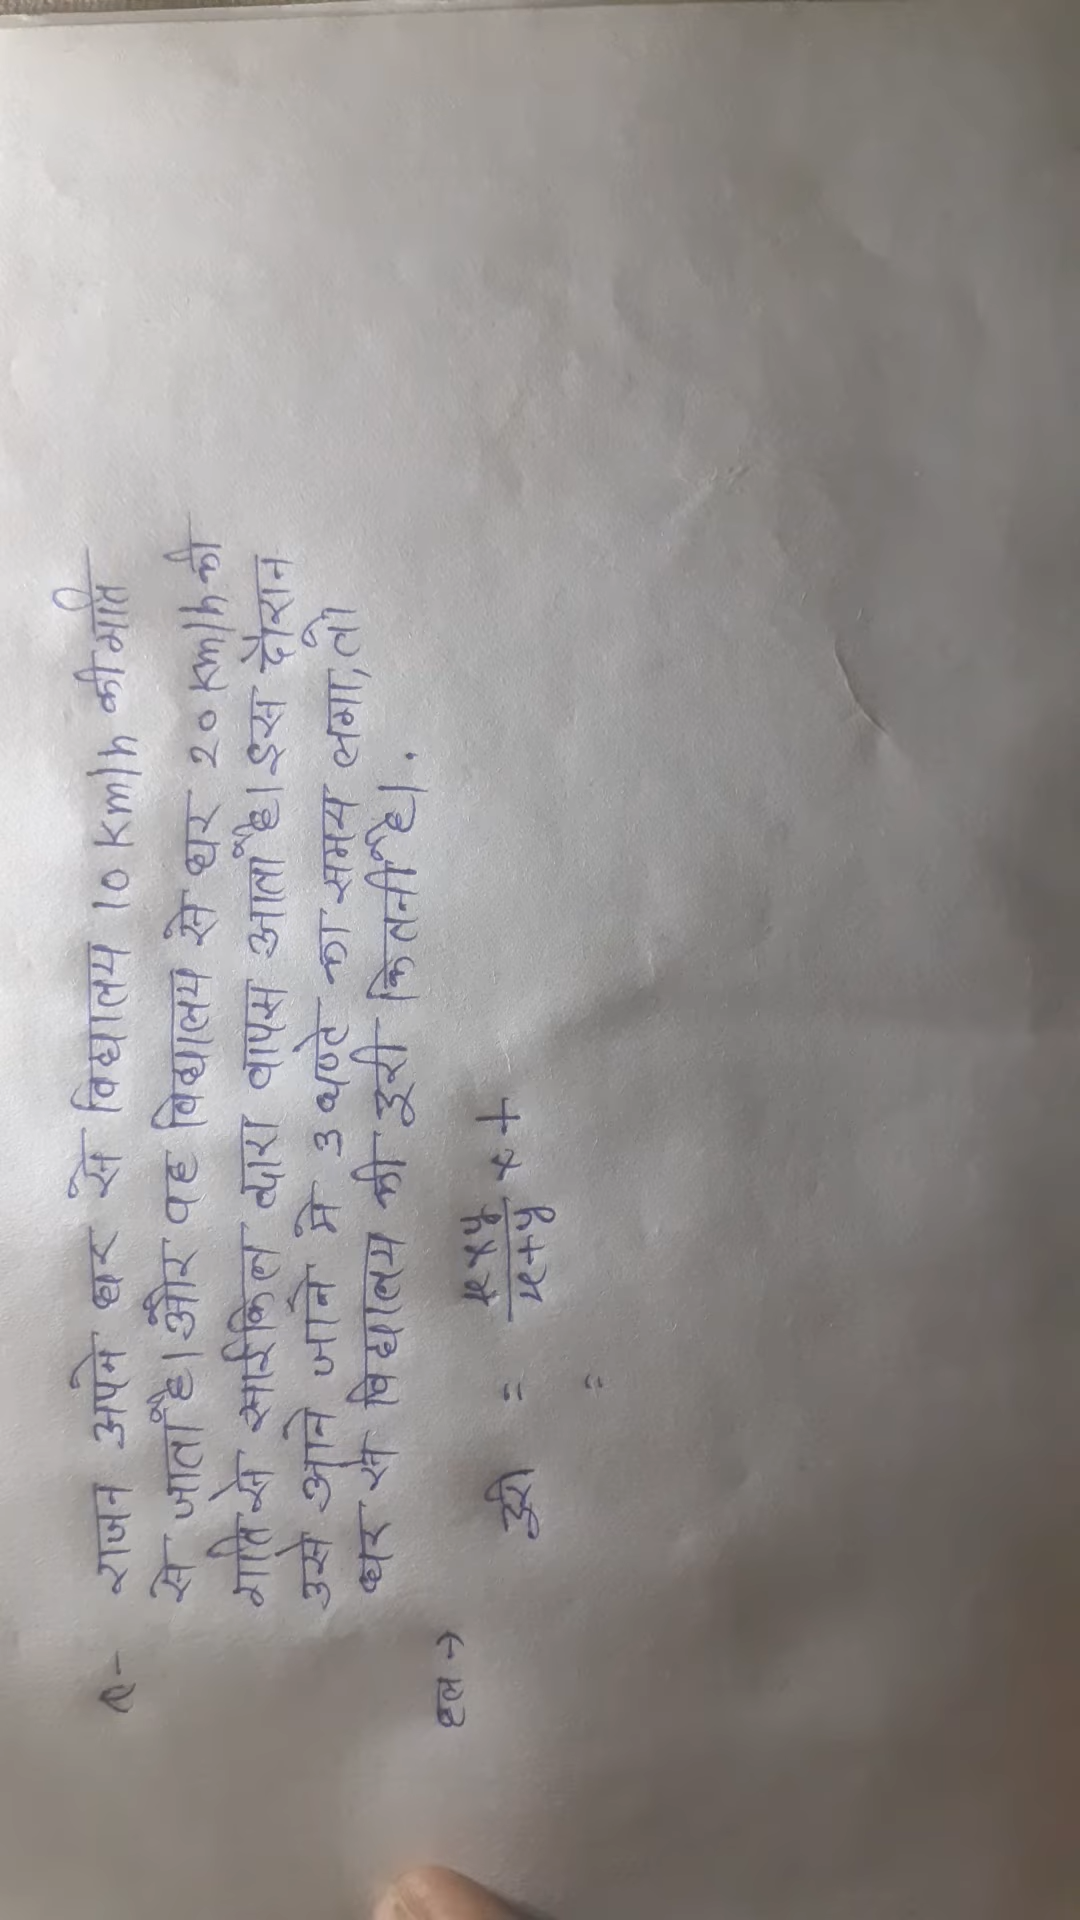 Q- राजन अपने घर से विद्यालय 10 Km/h की गति
से जाता है। और वह विद्यालय से घर 20 Km/h की
गति से साईकिल द्वारा वापस आता है। इस दौरान
उसे आने जाने मे 3 घण्टे का समय लगा, तो
घर से विद्यालय की दूरी कितनी है।.
हल →
दूरी = x×y / x+y × t
=